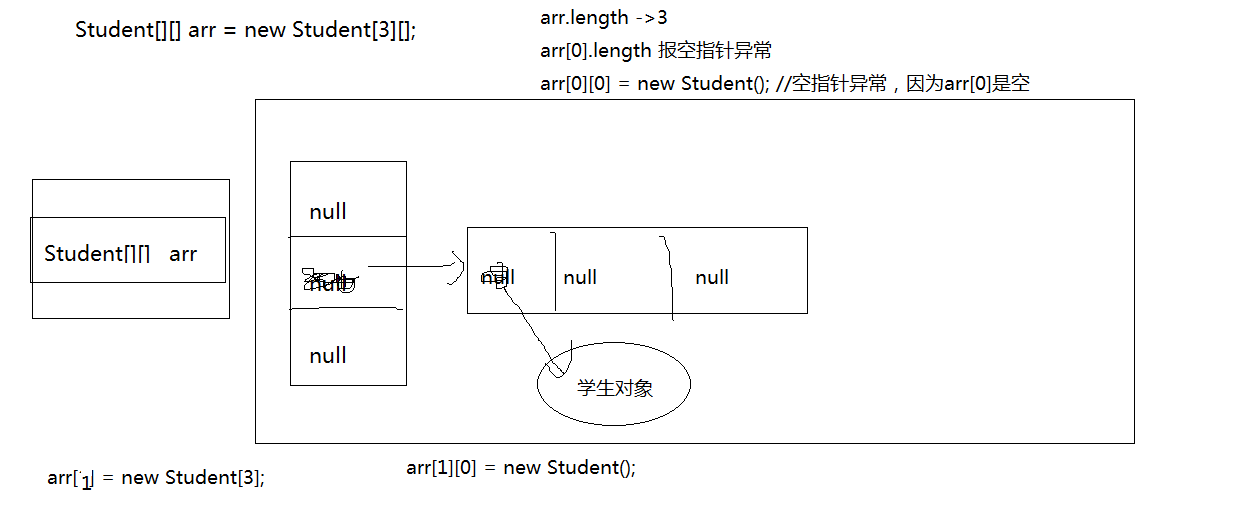 Student[][] arr = new Student[3][];
arr.length ->3
arr[0].length 报空指针异常
arr[0][0] = new Student(); //空指针异常，因为arr[0]是空
null
Student[][] arr
null
null null null
null
学生对象
arr[1] = new Student[3];
arr[1][0] = new Student();